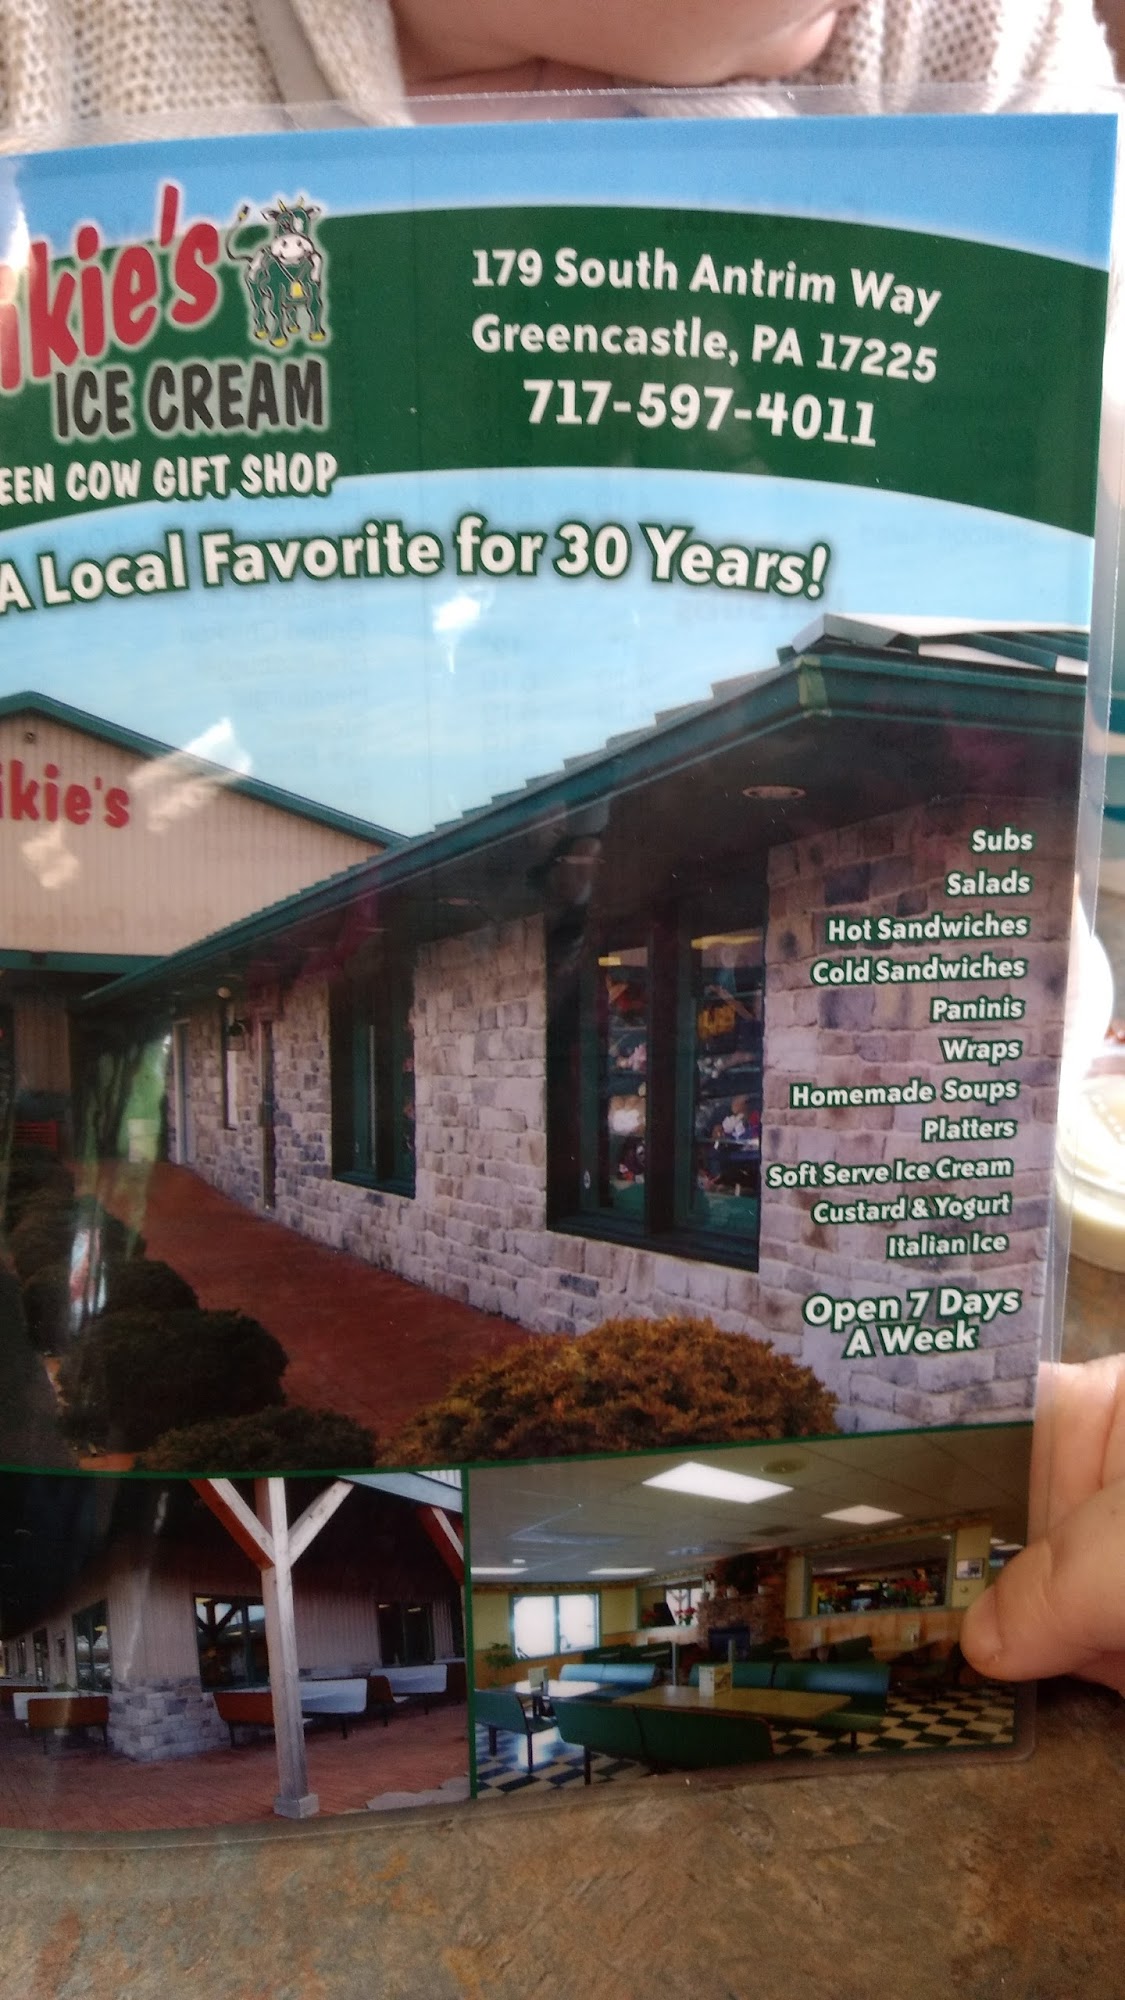 ikie's
ICE CREAM
EEN COW GIFT SHOP
179 South Antrim Way
Greencastle, PA 17225
717-597-4011
A Local Favorite for 30 Years!
ikie's
Subs
Salads
Hot Sandwiches
Cold Sandwiches
Paninis
Wraps
Homemade Soups
Platters
Soft Serve Ice Cream
Custard & Yogurt
Italian Ice
Open 7 Days
A Week